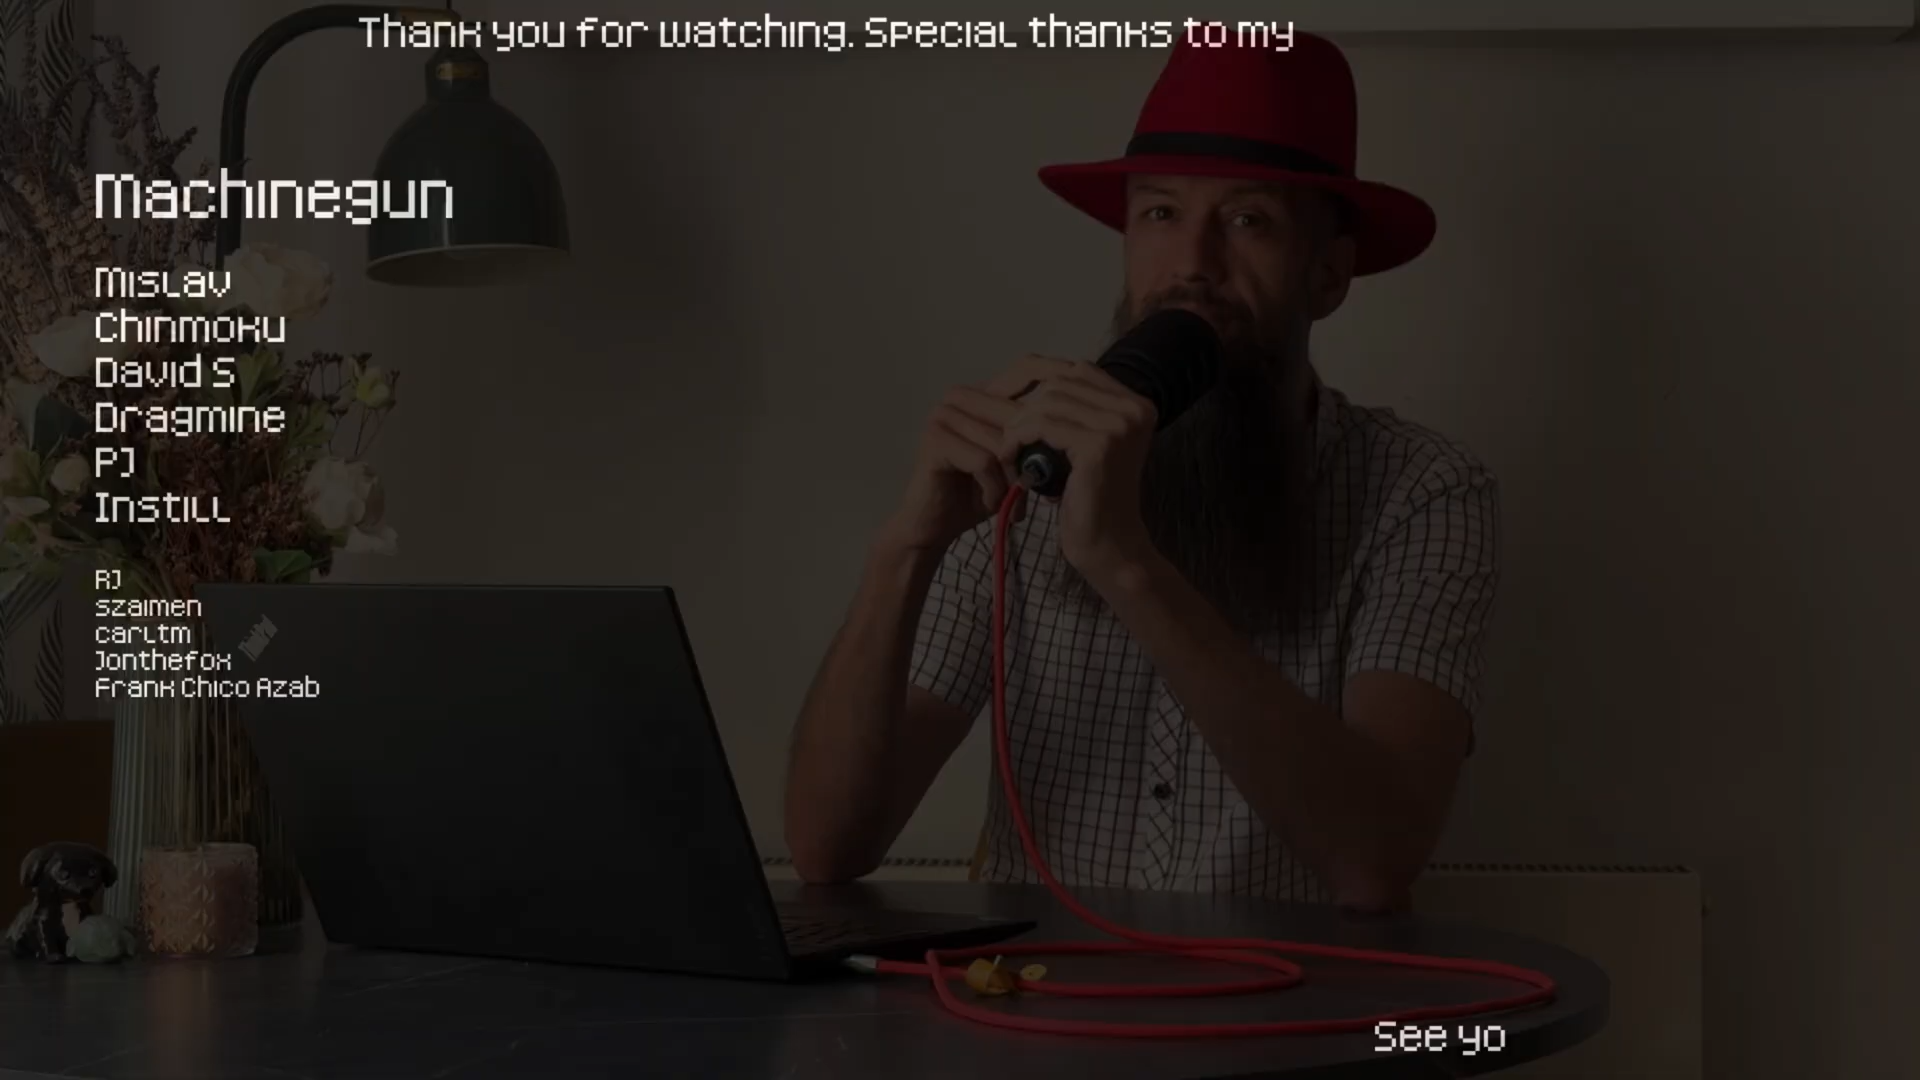 Thank you for watching. Special thanks to my
Machinegun
Mislav
Chinmoku
David S
Dragmine
PJ
Instill
RJ
szaimen
carltm
Jonthefox
Frank Chico Azab
See yo